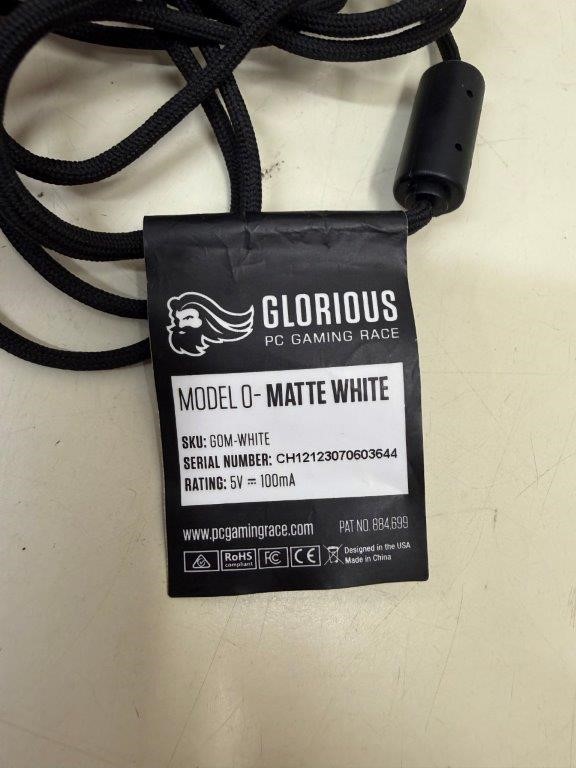 GLORIOUS
PC GAMING RACE
MODEL O- MATTE WHITE
SKU: GOM-WHITE
SERIAL NUMBER: CH12123070603644
RATING: 5V ⎓ 100mA
www.pcgamingrace.com PAT NO. 884,699
RoHS compliant FC CE Designed in the USA
Made in China